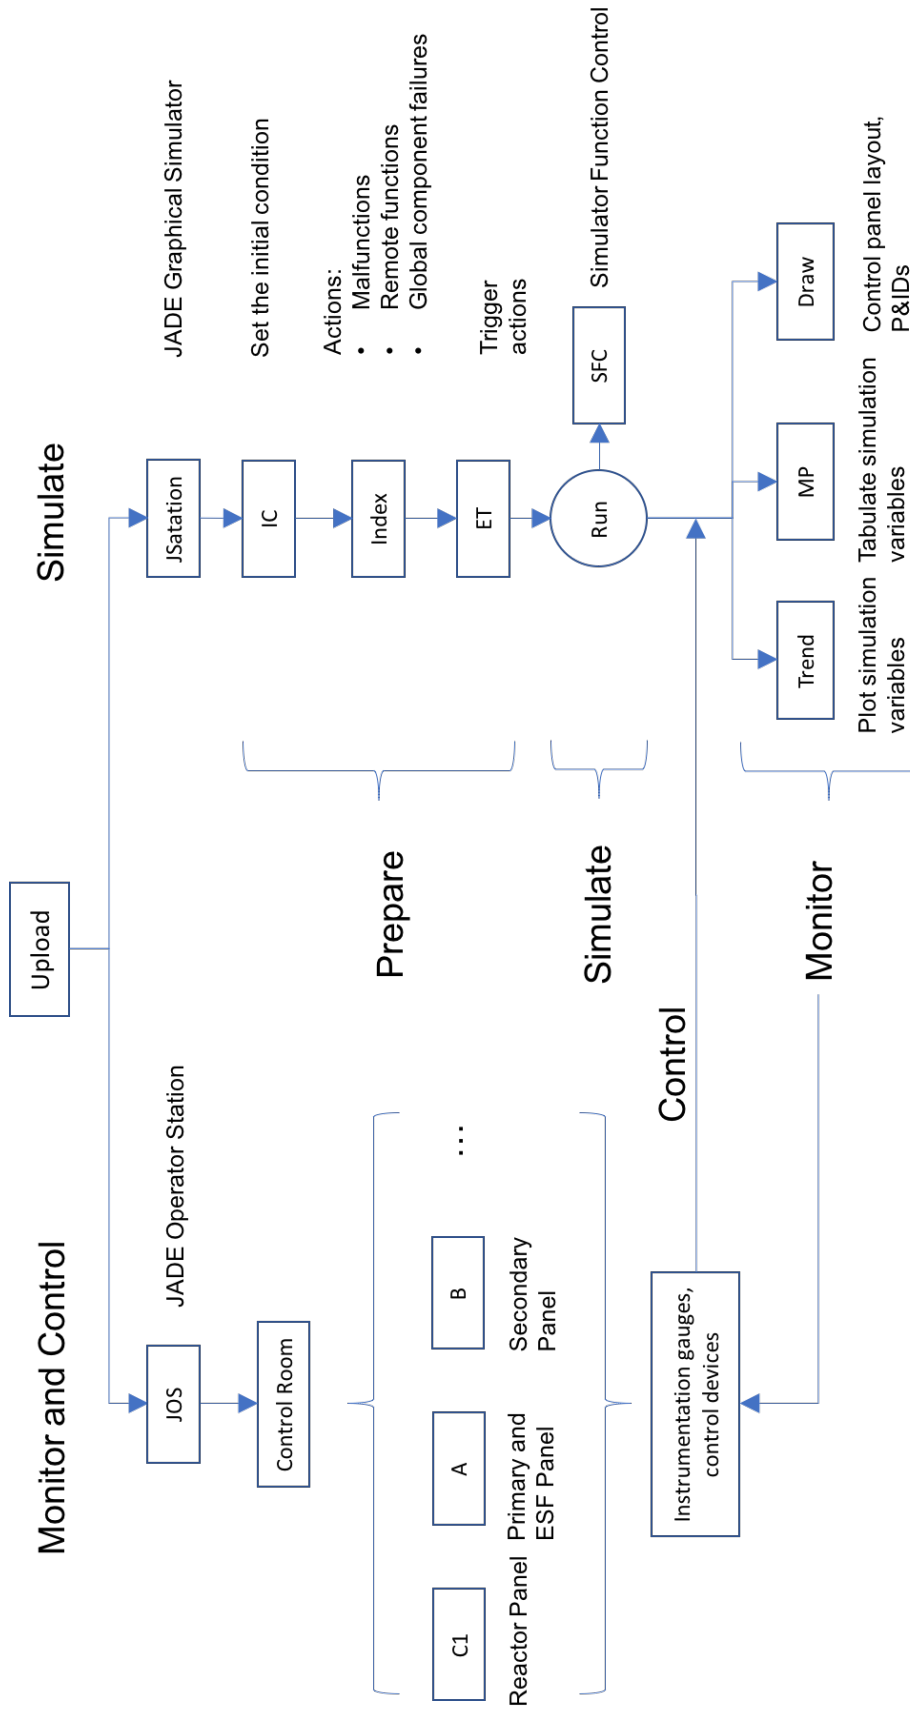 Upload
Monitor and Control
Simulate
JOS
JADE Operator Station
JSatation
JADE Graphical Simulator
Control Room
IC
Set the initial condition
Prepare
Index
Actions:
• Malfunctions
• Remote functions
• Global component failures
C1
A
B
...
Reactor Panel
Primary and
ESF Panel
Secondary
Panel
ET
Trigger
actions
Simulate
Run
SFC
Simulator Function Control
Control
Instrumentation gauges,
control devices
Monitor
Trend
MP
Draw
Plot simulation
variables
Tabulate simulation
variables
Control panel layout,
P&IDs